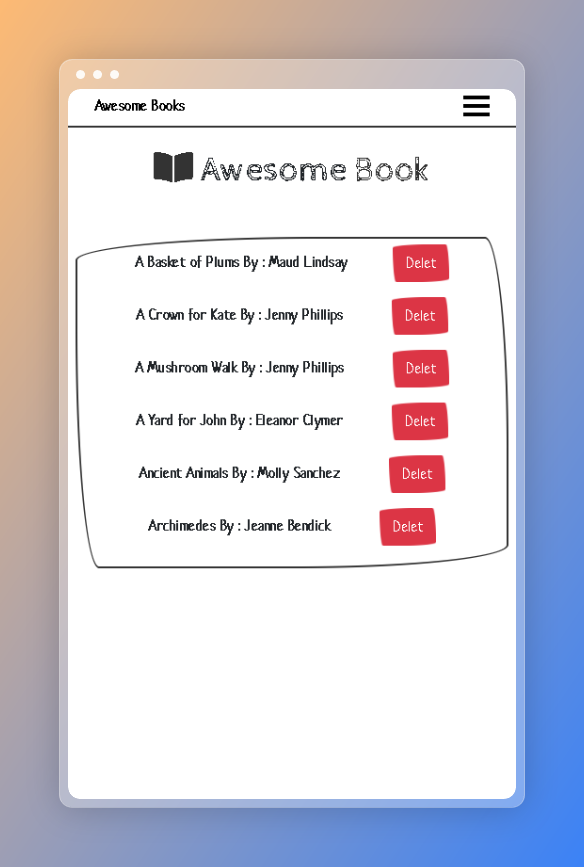 Awesome Books
Awesome Book
A Basket of Plums By : Maud Lindsay Delet
A Crown for Kate By : Jenny Phillips Delet
A Mushroom Walk By : Jenny Phillips Delet
A Yard for John By : Eleanor Clymer Delet
Ancient Animals By : Molly Sanchez Delet
Archimedes By : Jeanne Bendick Delet